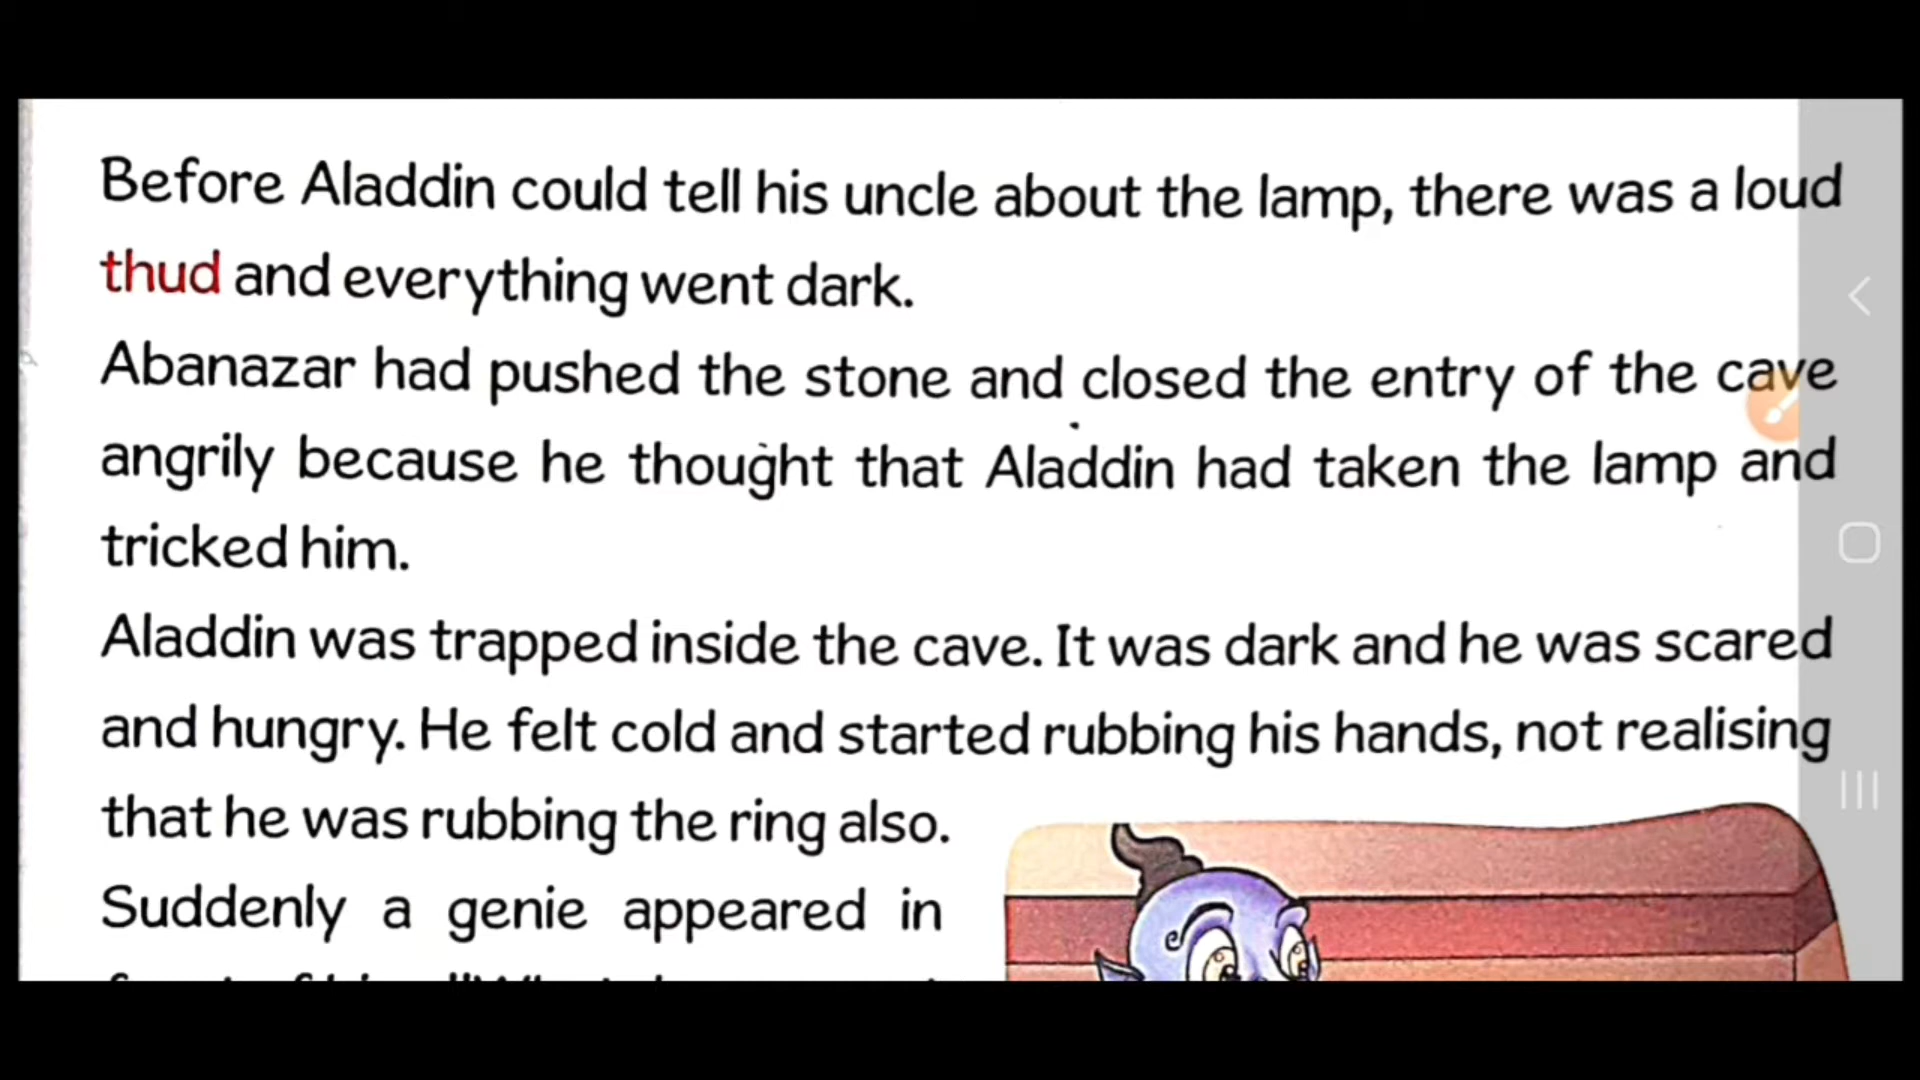 Before Aladdin could tell his uncle about the lamp, there was a loud
thud and everything went dark.
Abanazar had pushed the stone and closed the entry of the cave
angrily because he thought that Aladdin had taken the lamp and
tricked him.
Aladdin was trapped inside the cave. It was dark and he was scared
and hungry. He felt cold and started rubbing his hands, not realising
that he was rubbing the ring also.
Suddenly a genie appeared in